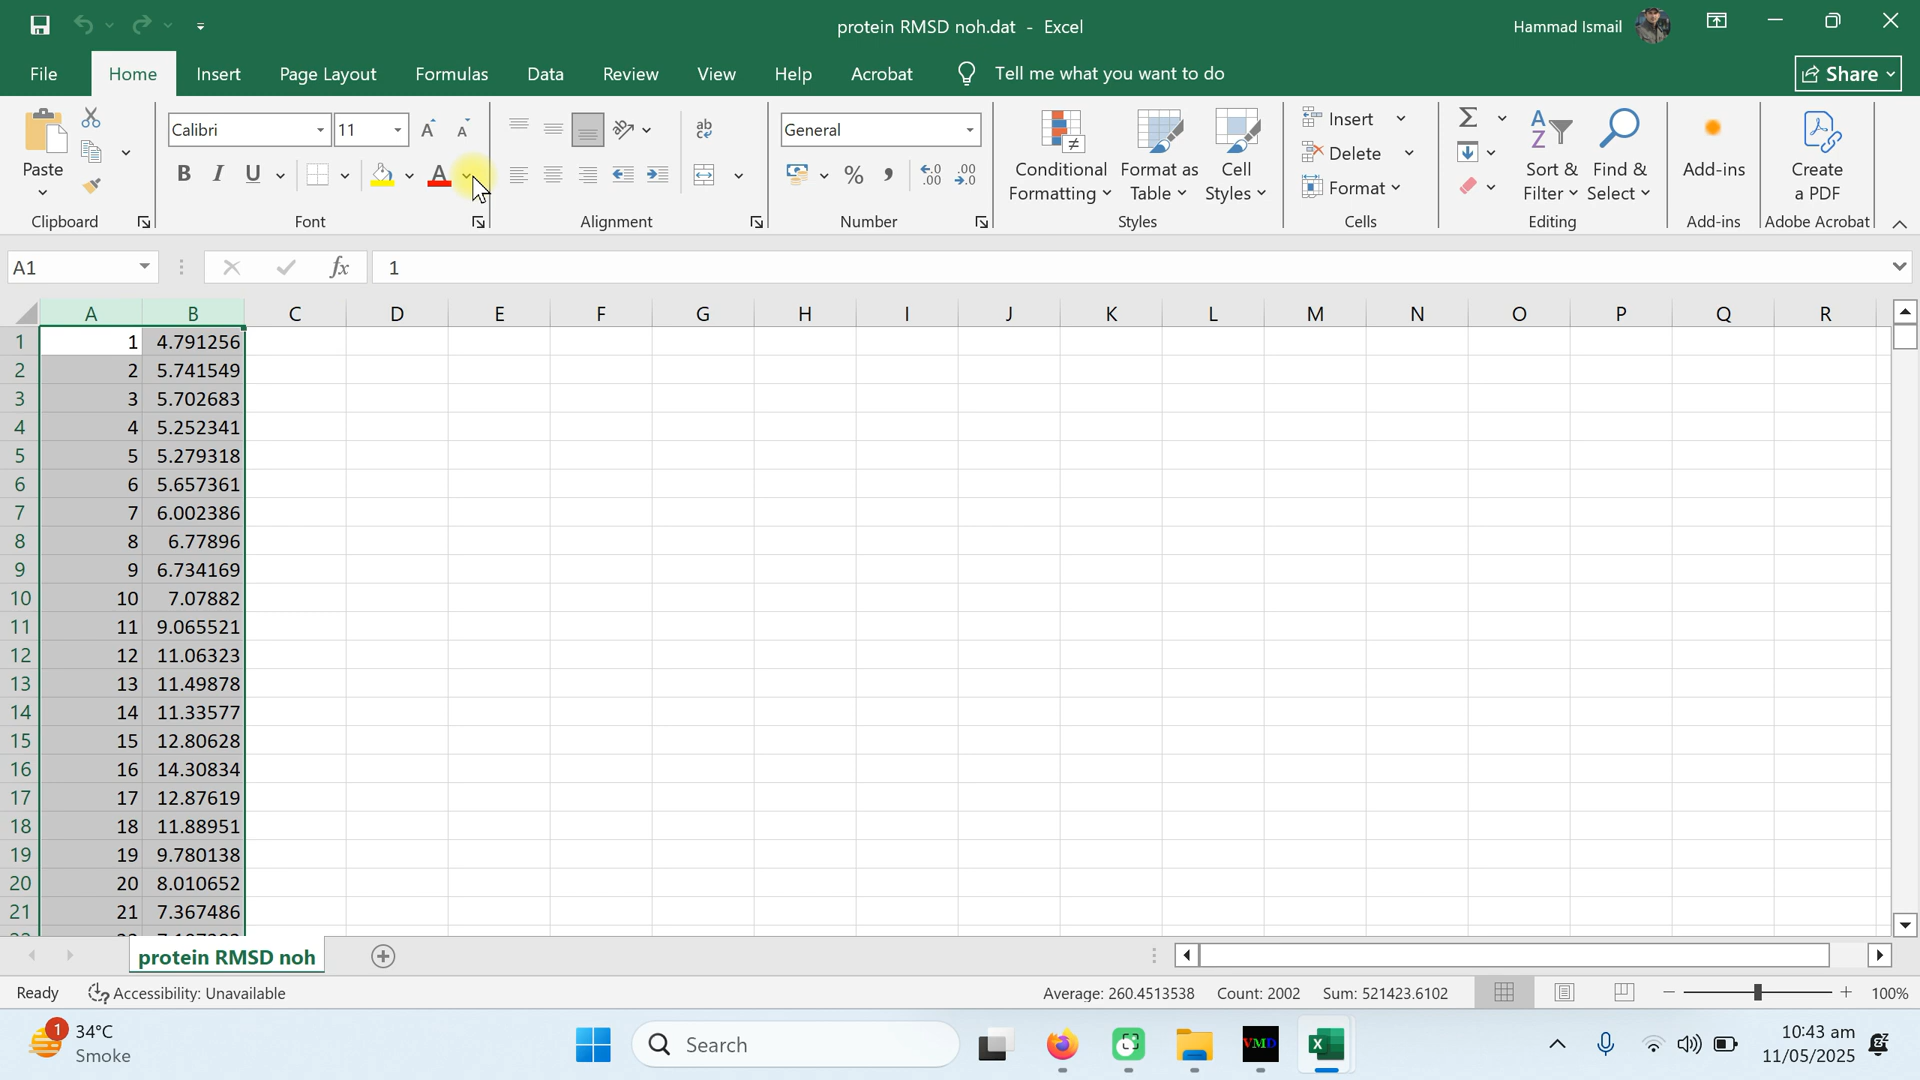 protein RMSD noh.dat - Excel
Hammad Ismail
File Home Insert Page Layout Formulas Data Review View Help Acrobat Tell me what you want to do Share
Calibri 11 ab General
Paste B I U A % , Conditional Formatting Format as Table Cell Styles Insert Delete Format Sort & Filter Find & Select Add-ins Create a PDF
Clipboard Font Alignment Number Styles Cells Editing Add-ins Adobe Acrobat
A1 fx 1
A B C D E F G H I J K L M N O P Q R
1 1 4.791256
2 2 5.741549
3 3 5.702683
4 4 5.252341
5 5 5.279318
6 6 5.657361
7 7 6.002386
8 8 6.77896
9 9 6.734169
10 10 7.07882
11 11 9.065521
12 12 11.06323
13 13 11.49878
14 14 11.33577
15 15 12.80628
16 16 14.30834
17 17 12.87619
18 18 11.88951
19 19 9.780138
20 20 8.010652
21 21 7.367486
protein RMSD noh
Ready Accessibility: Unavailable Average: 260.4513538 Count: 2002 Sum: 521423.6102 100%
1 34°C
Smoke
Search
VMD
10:43 am
11/05/2025